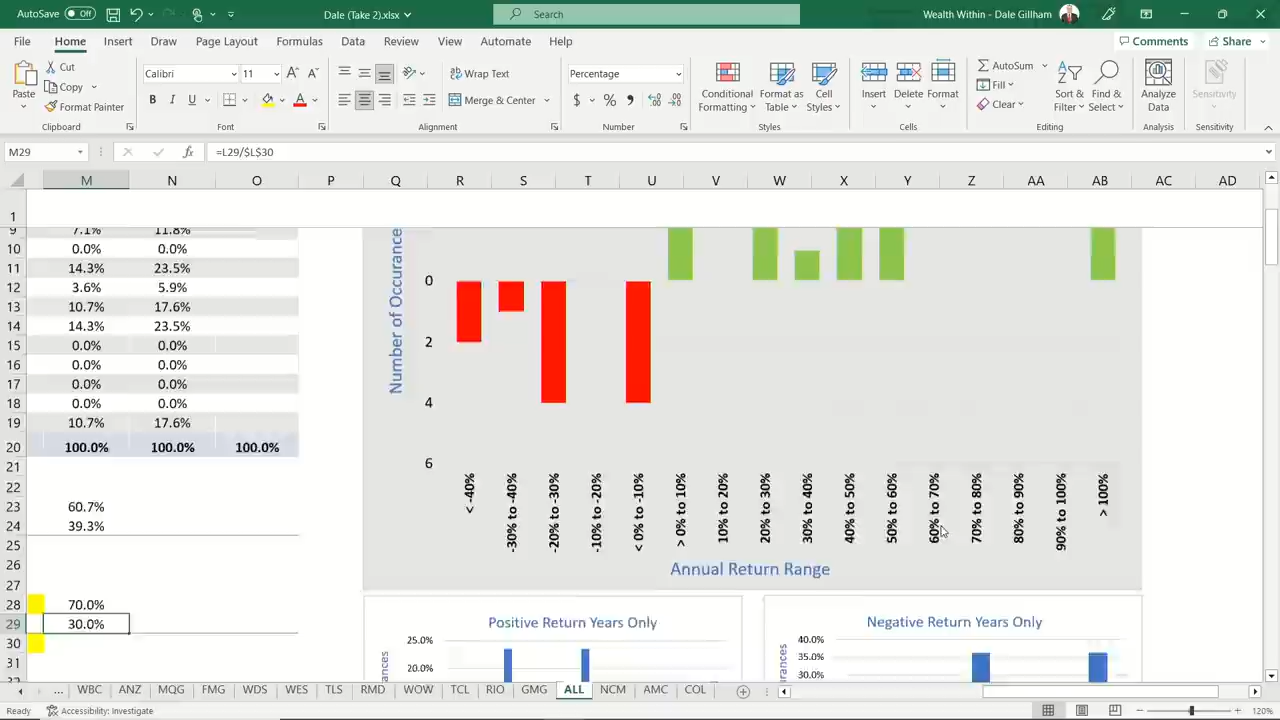 AutoSave Off Dale (Take 2).xlsx Search Wealth Within - Dale Gillham
File Home Insert Draw Page Layout Formulas Data Review View Automate Help Comments Share
Paste Cut Copy Format Painter Clipboard
Calibri 11 A A B I U A Font
Wrap Text Merge & Center Alignment
Percentage $ % , Number
Conditional Formatting Format as Table Cell Styles Styles
Insert Delete Format Cells
AutoSum Fill Clear Sort & Filter Find & Select Editing
Analyze Data Analysis
Sensitivity Sensitivity
M29 fx =L29/$L$30
M N O P Q R S T U V W X Y Z AA AB AC AD
1
9 7.1% 11.8%
10 0.0% 0.0%
11 14.3% 23.5%
12 3.6% 5.9%
13 10.7% 17.6%
14 14.3% 23.5%
15 0.0% 0.0%
16 0.0% 0.0%
17 0.0% 0.0%
18 0.0% 0.0%
19 10.7% 17.6%
20 100.0% 100.0% 100.0%
21
22
23 60.7%
24 39.3%
25
26
27
28 70.0%
29 30.0%
30
31
Number of Occurance
0
2
4
6
< -40%
-30% to -40%
-20% to -30%
-10% to -20%
< 0% to -10%
> 0% to 10%
10% to 20%
20% to 30%
30% to 40%
40% to 50%
50% to 60%
60% to 70%
70% to 80%
80% to 90%
90% to 100%
> 100%
Annual Return Range
Positive Return Years Only
25.0%
20.0%
Negative Return Years Only
40.0%
35.0%
30.0%
... WBC ANZ MQG FMG WDS WES TLS RMD WOW TCL RIO GMG ALL NCM AMC COL
Ready Accessibility: Investigate 120%